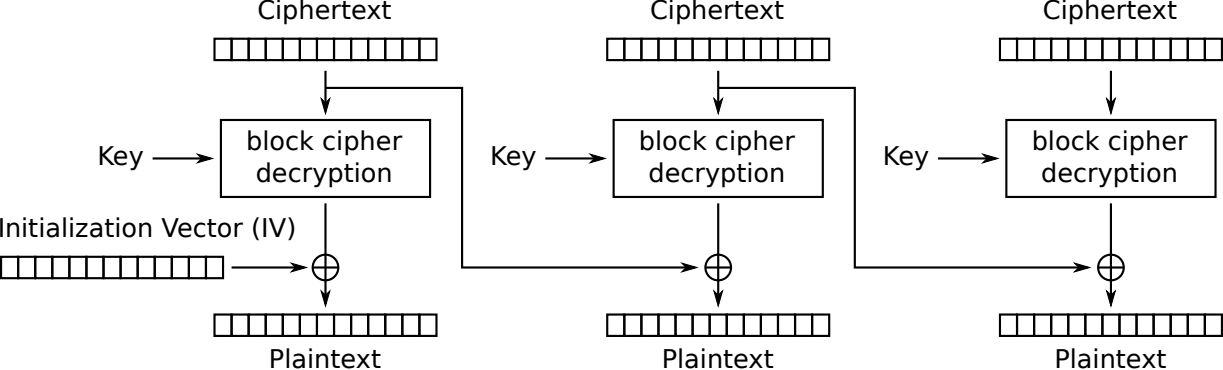 Ciphertext
Ciphertext
Ciphertext
Key
block cipher
decryption
Key
block cipher
decryption
Key
block cipher
decryption
Initialization Vector (IV)
Plaintext
Plaintext
Plaintext